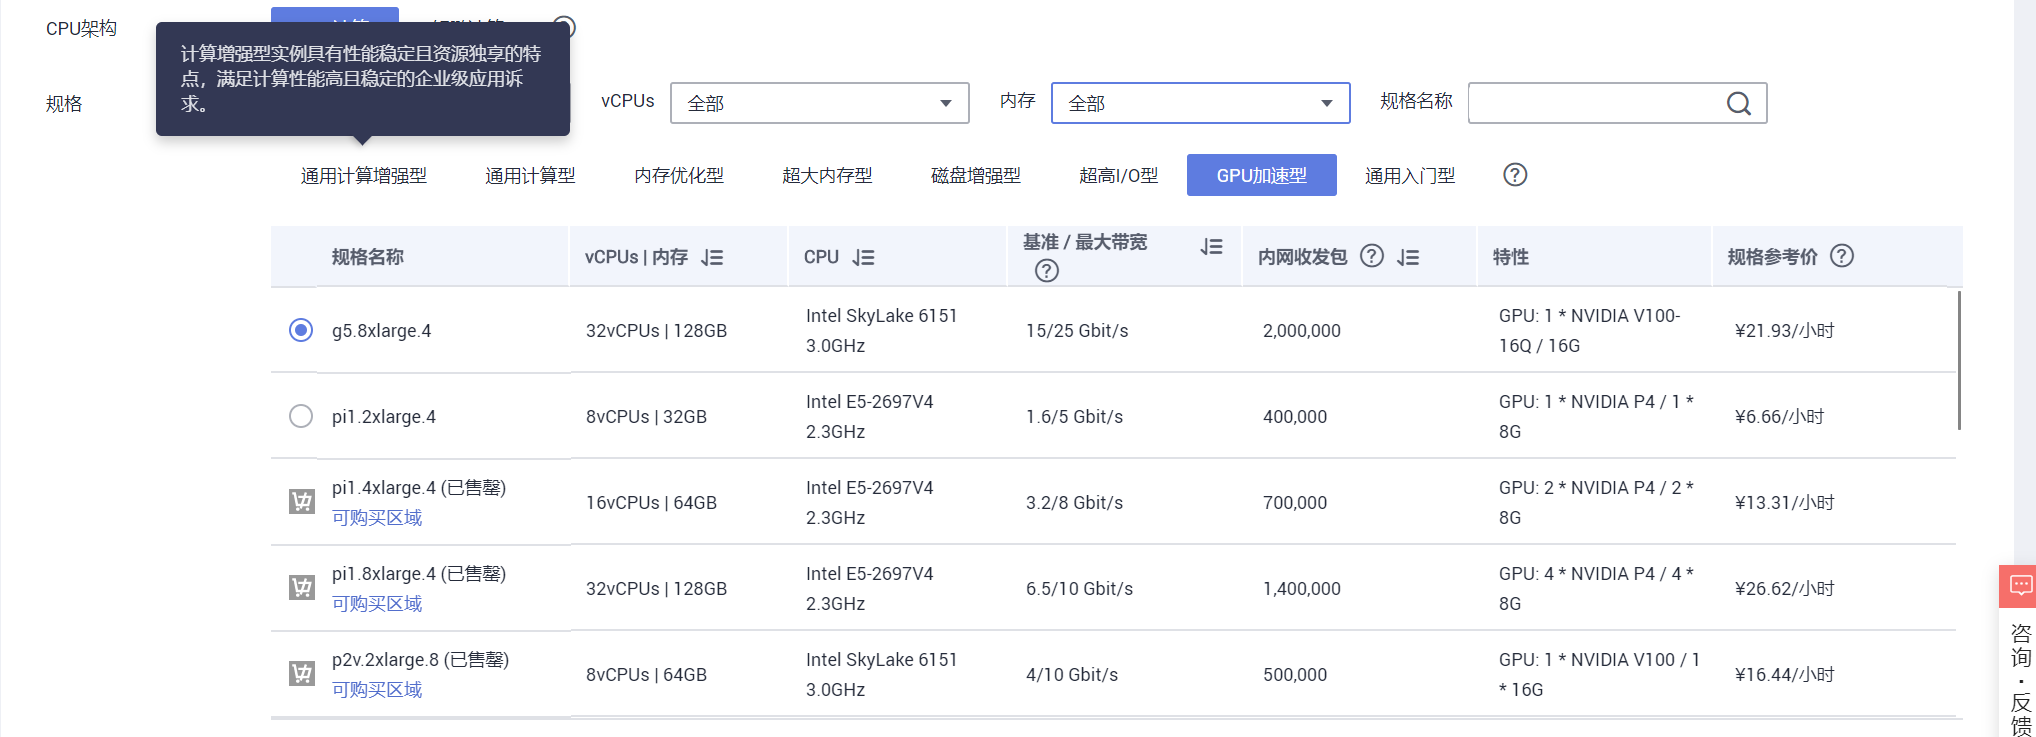 CPU架构
计算增强型实例具有性能稳定且资源独享的特
点，满足计算性能高且稳定的企业级应用诉
求。
规格
vCPUs
全部
内存
全部
规格名称
通用计算增强型
通用计算型
内存优化型
超大内存型
磁盘增强型
超高I/O型
GPU加速型
通用入门型
规格名称
vCPUs | 内存
CPU
基准 / 最大带宽
内网收发包
特性
规格参考价
g5.8xlarge.4
32vCPUs | 128GB
Intel SkyLake 6151
3.0GHz
15/25 Gbit/s
2,000,000
GPU: 1 * NVIDIA V100-
16Q / 16G
¥21.93/小时
pi1.2xlarge.4
8vCPUs | 32GB
Intel E5-2697V4
2.3GHz
1.6/5 Gbit/s
400,000
GPU: 1 * NVIDIA P4 / 1 *
8G
¥6.66/小时
pi1.4xlarge.4 (已售罄)
可购买区域
16vCPUs | 64GB
Intel E5-2697V4
2.3GHz
3.2/8 Gbit/s
700,000
GPU: 2 * NVIDIA P4 / 2 *
8G
¥13.31/小时
pi1.8xlarge.4 (已售罄)
可购买区域
32vCPUs | 128GB
Intel E5-2697V4
2.3GHz
6.5/10 Gbit/s
1,400,000
GPU: 4 * NVIDIA P4 / 4 *
8G
¥26.62/小时
p2v.2xlarge.8 (已售罄)
可购买区域
8vCPUs | 64GB
Intel SkyLake 6151
3.0GHz
4/10 Gbit/s
500,000
GPU: 1 * NVIDIA V100 / 1
* 16G
¥16.44/小时
咨询·反馈